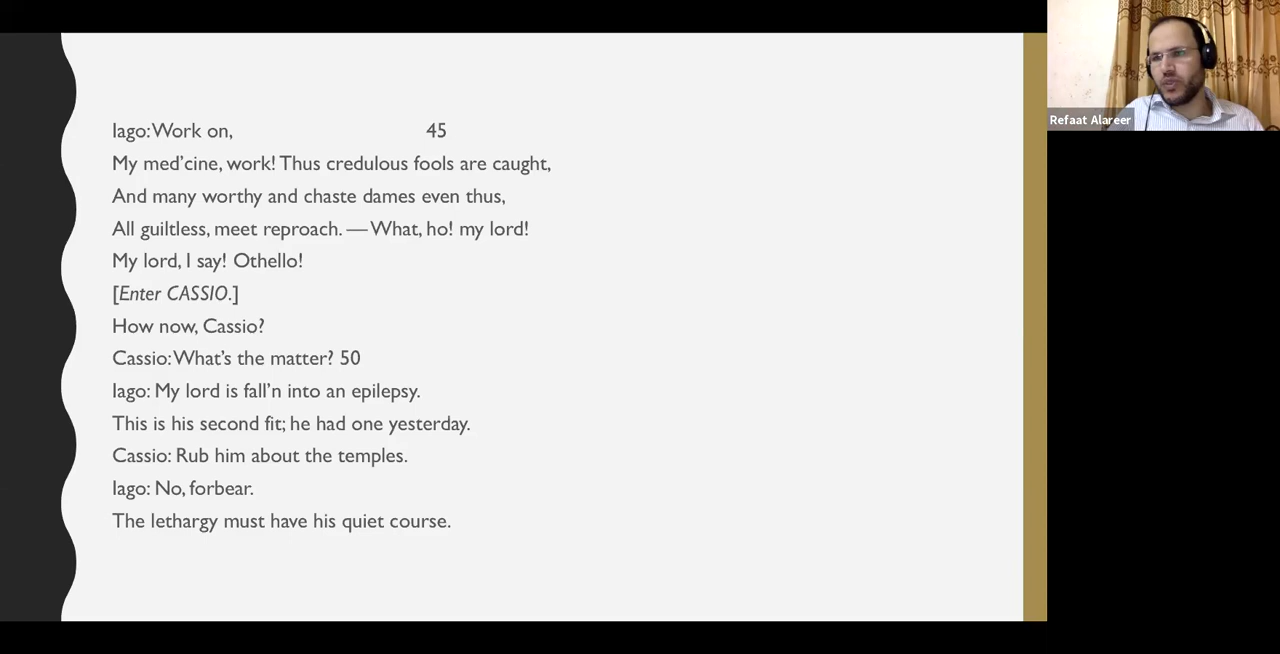 Iago: Work on, 45
My med’cine, work! Thus credulous fools are caught,
And many worthy and chaste dames even thus,
All guiltless, meet reproach. — What, ho! my lord!
My lord, I say! Othello!
[Enter CASSIO.]
How now, Cassio?
Cassio: What’s the matter? 50
Iago: My lord is fall’n into an epilepsy.
This is his second fit; he had one yesterday.
Cassio: Rub him about the temples.
Iago: No, forbear.
The lethargy must have his quiet course.
Refaat Alareer